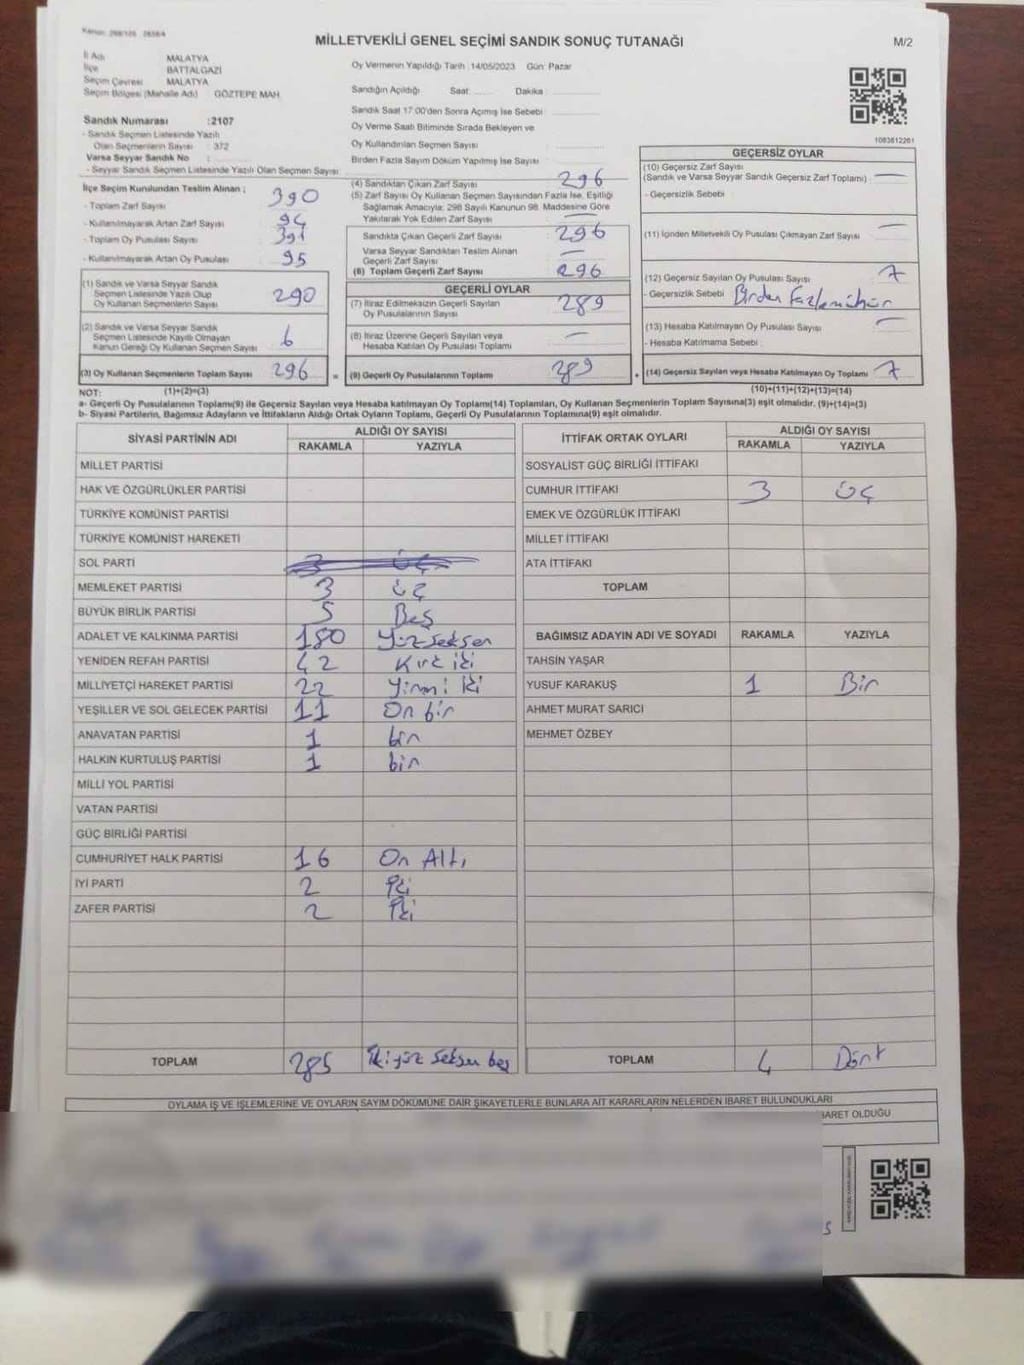 MİLLETVEKİLİ GENEL SEÇİMİ SANDIK SONUÇ TUTANAĞI
M/2
İl Adı MALATYA
İlçe BATTALGAZİ
Seçim Çevresi MALATYA
Seçim Bölgesi (Mahalle Adı) GÖZTEPE MAH
Sandık Numarası :2107
- Sandık Seçmen Listesinde Yazılı
Olan Seçmenlerin Sayısı : 372
Varsa Seyyar Sandık No
- Seyyar Sandık Seçmen Listesinde Yazılı Olan Seçmen Sayısı
Oy Vermenin Yapıldığı Tarih :14/05/2023 Gün: Pazar
Sandığın Açıldığı Saat Dakika :
Sandık Saat 17:00'den Sonra Açılmış İse Sebebi :
Oy Verme Saati Bitiminde Sırada Bekleyen ve
Oy Kullandırılan Seçmen Sayısı
Birden Fazla Sayım Döküm Yapılmış İse Sayısı
1083612261
İlçe Seçim Kurulundan Teslim Alınan ;
- Toplam Zarf Sayısı 390
- Kullanılmayarak Artan Zarf Sayısı 94
- Toplam Oy Pusulası Sayısı 391
- Kullanılmayarak Artan Oy Pusulası 95
(1) Sandık ve Varsa Seyyar Sandık
Seçmen Listesinde Yazılı Olup
Oy Kullanan Seçmenlerin Sayısı 290
(2) Sandık ve Varsa Seyyar Sandık
Seçmen Listesinde Kayıtlı Olmayan
Kanun Gereği Oy Kullanan Seçmen Sayısı 6
(3) Oy Kullanan Seçmenlerin Toplam Sayısı 296 =
(4) Sandıktan Çıkan Zarf Sayısı 296
(5) Zarf Sayısı Oy Kullanan Seçmen Sayısından Fazla İse, Eşitliği
Sağlamak Amacıyla; 298 Sayılı Kanunun 98. Maddesine Göre
Yakılarak Yok Edilen Zarf Sayısı —
Sandıkta Çıkan Geçerli Zarf Sayısı 296
Varsa Seyyar Sandıktan Teslim Alınan
Geçerli Zarf Sayısı —
(6) Toplam Geçerli Zarf Sayısı 296
GEÇERLİ OYLAR
(7) İtiraz Edilmeksizin Geçerli Sayılan
Oy Pusulalarının Sayısı 289
(8) İtiraz Üzerine Geçerli Sayılan veya
Hesaba Katılan Oy Pusulası Toplamı —
(9) Geçerli Oy Pusulalarının Toplamı 289 +
GEÇERSİZ OYLAR
(10) Geçersiz Zarf Sayısı
(Sandık ve Varsa Seyyar Sandık Geçersiz Zarf Toplamı) —
- Geçersizlik Sebebi
(11) İçinden Milletvekili Oy Pusulası Çıkmayan Zarf Sayısı —
(12) Geçersiz Sayılan Oy Pusulası Sayısı 7
- Geçersizlik Sebebi Birden fazla mühür
(13) Hesaba Katılmayan Oy Pusulası Sayısı —
- Hesaba Katılmama Sebebi
(14) Geçersiz Sayılan veya Hesaba Katılmayan Oy Toplamı 7
NOT: (1)+(2)=(3) (10)+(11)+(12)+(13)=(14)
a- Geçerli Oy Pusulalarının Toplamı(9) ile Geçersiz Sayılan veya Hesaba katılmayan Oy Toplamı(14) Toplamları, Oy Kullanan Seçmenlerin Toplam Sayısına(3) eşit olmalıdır. (9)+(14)=(3)
b- Siyasi Partilerin, Bağımsız Adayların ve İttifakların Aldığı Ortak Oyların Toplamı, Geçerli Oy Pusulalarının Toplamına(9) eşit olmalıdır.
SİYASİ PARTİNİN ADI ALDIĞI OY SAYISI
RAKAMLA YAZIYLA
MİLLET PARTİSİ
HAK VE ÖZGÜRLÜKLER PARTİSİ
TÜRKİYE KOMÜNİST PARTİSİ
TÜRKİYE KOMÜNİST HAREKETİ
SOL PARTİ 3 ÜÇ
MEMLEKET PARTİSİ 3 ÜÇ
BÜYÜK BİRLİK PARTİSİ 5 Beş
ADALET VE KALKINMA PARTİSİ 180 Yüzseksen
YENİDEN REFAH PARTİSİ 42 Kırk iki
MİLLİYETÇİ HAREKET PARTİSİ 22 Yirmi iki
YEŞİLLER VE SOL GELECEK PARTİSİ 11 On bir
ANAVATAN PARTİSİ 1 bir
HALKIN KURTULUŞ PARTİSİ 1 bir
MİLLİ YOL PARTİSİ
VATAN PARTİSİ
GÜÇ BİRLİĞİ PARTİSİ
CUMHURİYET HALK PARTİSİ 16 On Altı
İYİ PARTİ 2 İki
ZAFER PARTİSİ 2 İki
TOPLAM 285 İkiyüz seksen beş
İTTİFAK ORTAK OYLARI ALDIĞI OY SAYISI
RAKAMLA YAZIYLA
SOSYALİST GÜÇ BİRLİĞİ İTTİFAKI
CUMHUR İTTİFAKI 3 ÜÇ
EMEK VE ÖZGÜRLÜK İTTİFAKI
MİLLET İTTİFAKI
ATA İTTİFAKI
TOPLAM
BAĞIMSIZ ADAYIN ADI VE SOYADI RAKAMLA YAZIYLA
TAHSİN YAŞAR
YUSUF KARAKUŞ 1 Bir
AHMET MURAT SARICI
MEHMET ÖZBEY
TOPLAM 4 Dört
OYLAMA İŞ VE İŞLEMLERİNE VE OYLARIN SAYIM DÖKÜMÜNE DAİR ŞİKAYETLERLE BUNLARA AİT KARARLARIN NELERDEN İBARET BULUNDUKLARI
İBARET OLDUĞU